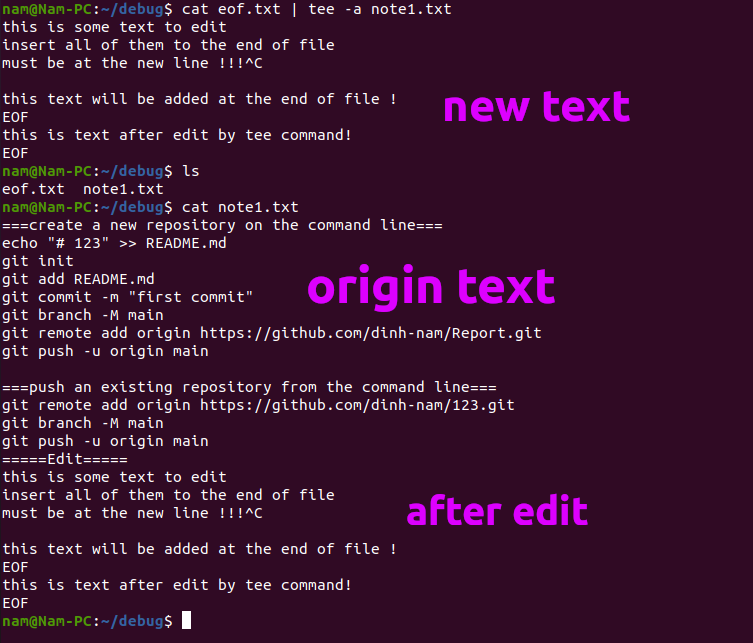 nam@Nam-PC:~/debug$ cat eof.txt | tee -a note1.txt
this is some text to edit
insert all of them to the end of file
must be at the new line !!!^C
this text will be added at the end of file !
new text
EOF
this is text after edit by tee command!
EOF
nam@Nam-PC:~/debug$ ls
eof.txt  note1.txt
nam@Nam-PC:~/debug$ cat note1.txt
===create a new repository on the command line===
echo "# 123" >> README.md
git init
git add README.md
origin text
git commit -m "first commit"
git branch -M main
git remote add origin https://github.com/dinh-nam/Report.git
git push -u origin main
===push an existing repository from the command line===
git remote add origin https://github.com/dinh-nam/123.git
git branch -M main
git push -u origin main
=====Edit=====
this is some text to edit
insert all of them to the end of file
must be at the new line !!!^C
after edit
this text will be added at the end of file !
EOF
this is text after edit by tee command!
EOF
nam@Nam-PC:~/debug$